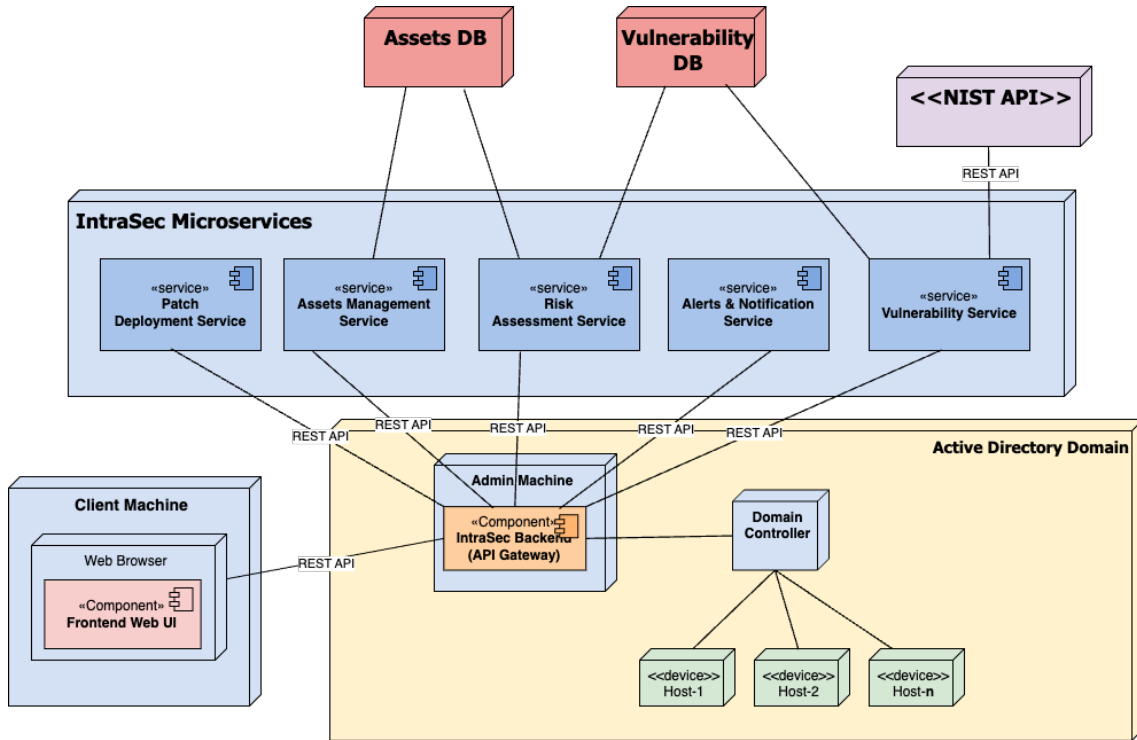 Assets DB
Vulnerability
DB
<<NIST API>>
REST API
IntraSec Microservices
«service»
Patch
Deployment Service
«service»
Assets Management
Service
«service»
Risk
Assessment Service
«service»
Alerts & Notification
Service
«service»
Vulnerability Service
REST API
REST API
REST API
REST API
REST API
Active Directory Domain
Admin Machine
«Component»
IntraSec Backend
(API Gateway)
Domain
Controller
Client Machine
Web Browser
«Component»
Frontend Web UI
REST API
<<device>>
Host-1
<<device>>
Host-2
<<device>>
Host-n